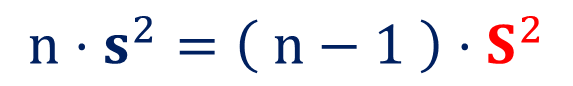 n · s² = ( n − 1 ) · S²